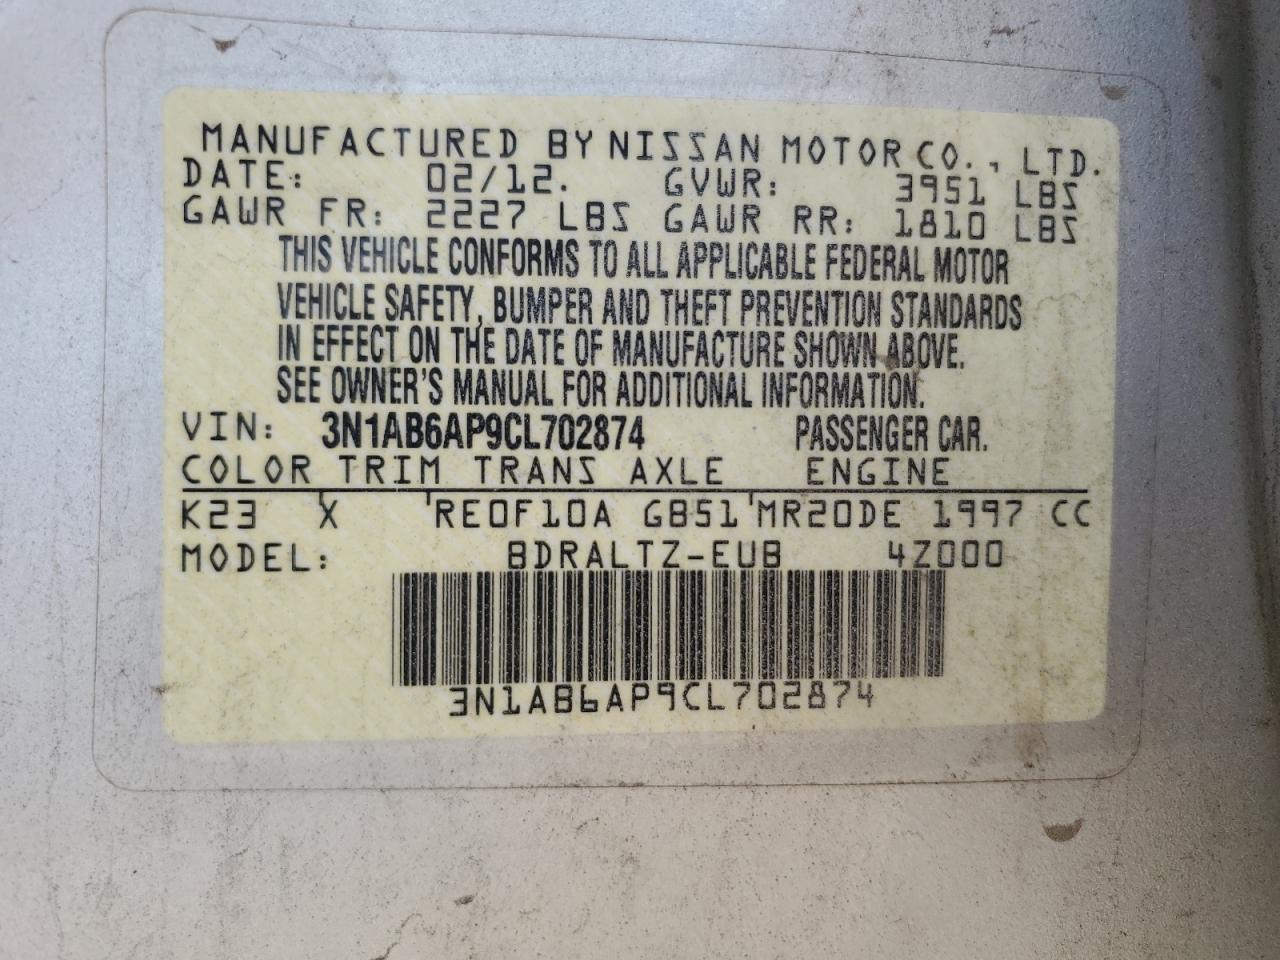 MANUFACTURED BY NISSAN MOTOR CO., LTD.
DATE: 02/12. GVWR: 3951 LBS
GAWR FR: 2227 LBS GAWR RR: 1810 LBS
THIS VEHICLE CONFORMS TO ALL APPLICABLE FEDERAL MOTOR
VEHICLE SAFETY, BUMPER AND THEFT PREVENTION STANDARDS
IN EFFECT ON THE DATE OF MANUFACTURE SHOWN ABOVE.
SEE OWNER'S MANUAL FOR ADDITIONAL INFORMATION.
VIN: 3N1AB6AP9CL702874 PASSENGER CAR.
COLOR TRIM TRANS AXLE ENGINE
K23 X RE0F10A GB51 MR20DE 1997 CC
MODEL: BDRALTZ-EUB 4Z000
3N1AB6AP9CL702874